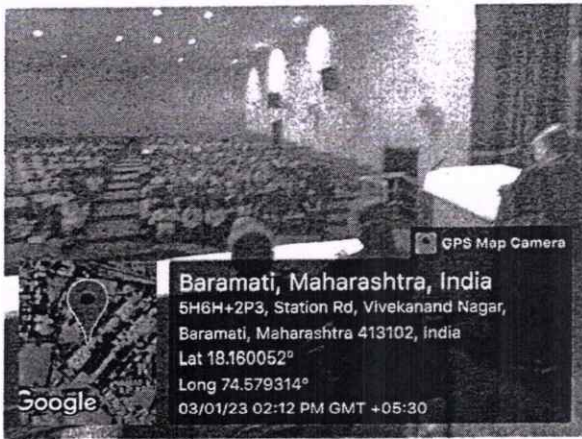 GPS Map Camera
Baramati, Maharashtra, India
5H6H+2P3, Station Rd, Vivekanand Nagar,
Baramati, Maharashtra 413102, India
Lat 18.160052°
Long 74.579314°
03/01/23 02:12 PM GMT +05:30
Google